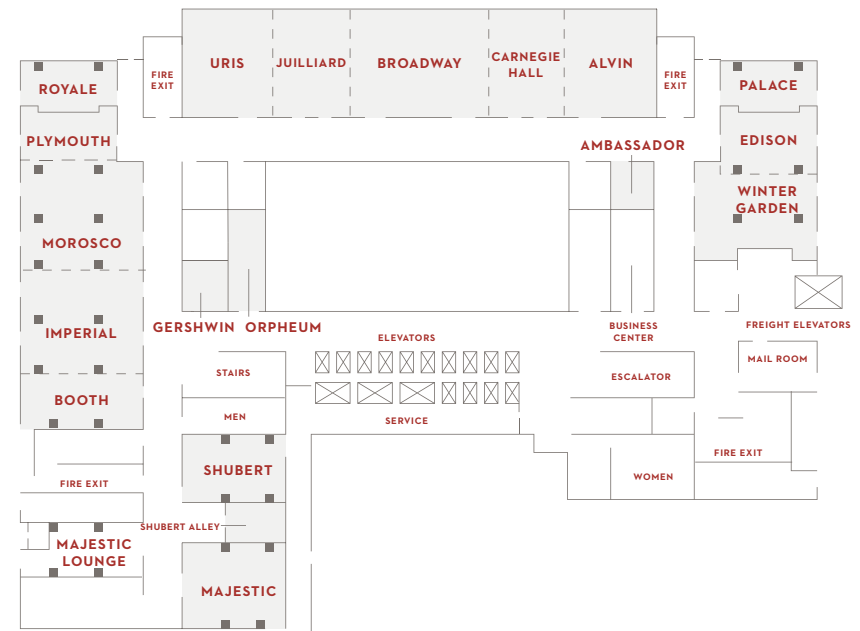 URIS
JUILLIARD
BROADWAY
CARNEGIE
HALL
ALVIN
FIRE
EXIT
FIRE
EXIT
ROYALE
PALACE
PLYMOUTH
EDISON
AMBASSADOR
WINTER
GARDEN
MOROSCO
GERSHWIN
ORPHEUM
IMPERIAL
BUSINESS
CENTER
FREIGHT ELEVATORS
ELEVATORS
MAIL ROOM
STAIRS
ESCALATOR
BOOTH
MEN
SERVICE
FIRE EXIT
SHUBERT
WOMEN
FIRE EXIT
SHUBERT ALLEY
MAJESTIC
LOUNGE
MAJESTIC